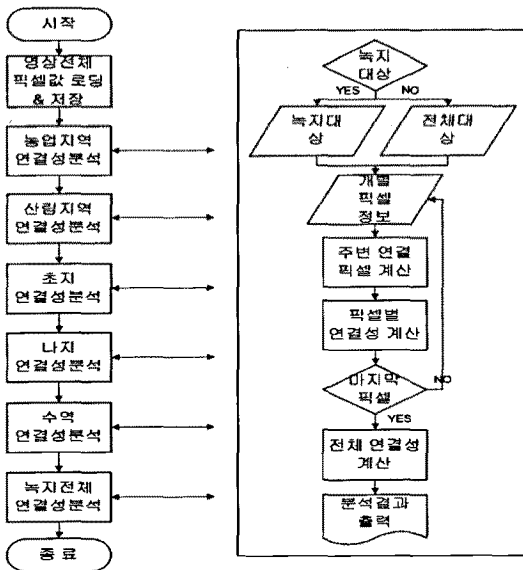 시작
영상전체
픽셀값 로딩
& 저장
농업지역
연결성분석
산림지역
연결성분석
초지
연결성분석
나지
연결성분석
수역
연결성분석
녹지전체
연결성분석
종료
녹지
대상
YES
NO
녹지대
상
전체대
상
개별
픽셀
정보
주변 연결
픽셀 계산
픽셀별
연결성 계산
마지막
픽셀
NO
YES
전체 연결성
계산
분석결과
출력